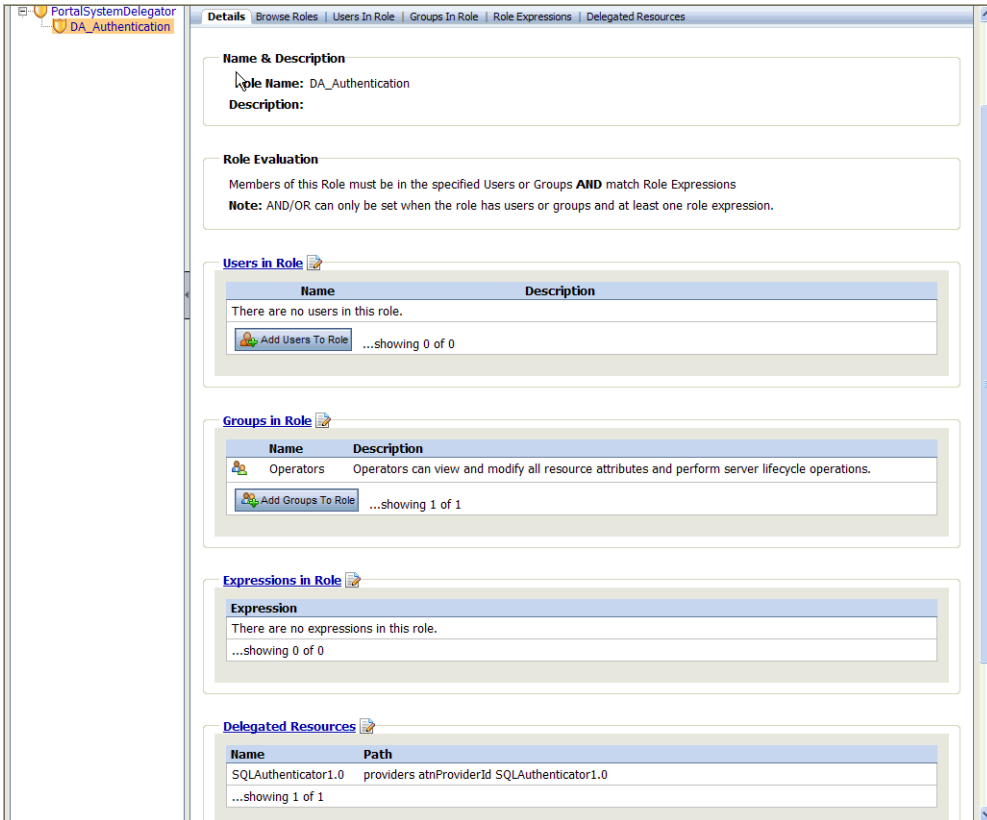 PortalSystemDelegator
DA_Authentication
Details Browse Roles | Users In Role | Groups In Role | Role Expressions | Delegated Resources
Name & Description
Role Name: DA_Authentication
Description:
Role Evaluation
Members of this Role must be in the specified Users or Groups AND match Role Expressions
Note: AND/OR can only be set when the role has users or groups and at least one role expression.
Users in Role
Name Description
There are no users in this role.
Add Users To Role ...showing 0 of 0
Groups in Role
Name Description
Operators Operators can view and modify all resource attributes and perform server lifecycle operations.
Add Groups To Role ...showing 1 of 1
Expressions in Role
Expression
There are no expressions in this role.
...showing 0 of 0
Delegated Resources
Name Path
SQLAuthenticator1.0 providers atnProviderId SQLAuthenticator1.0
...showing 1 of 1